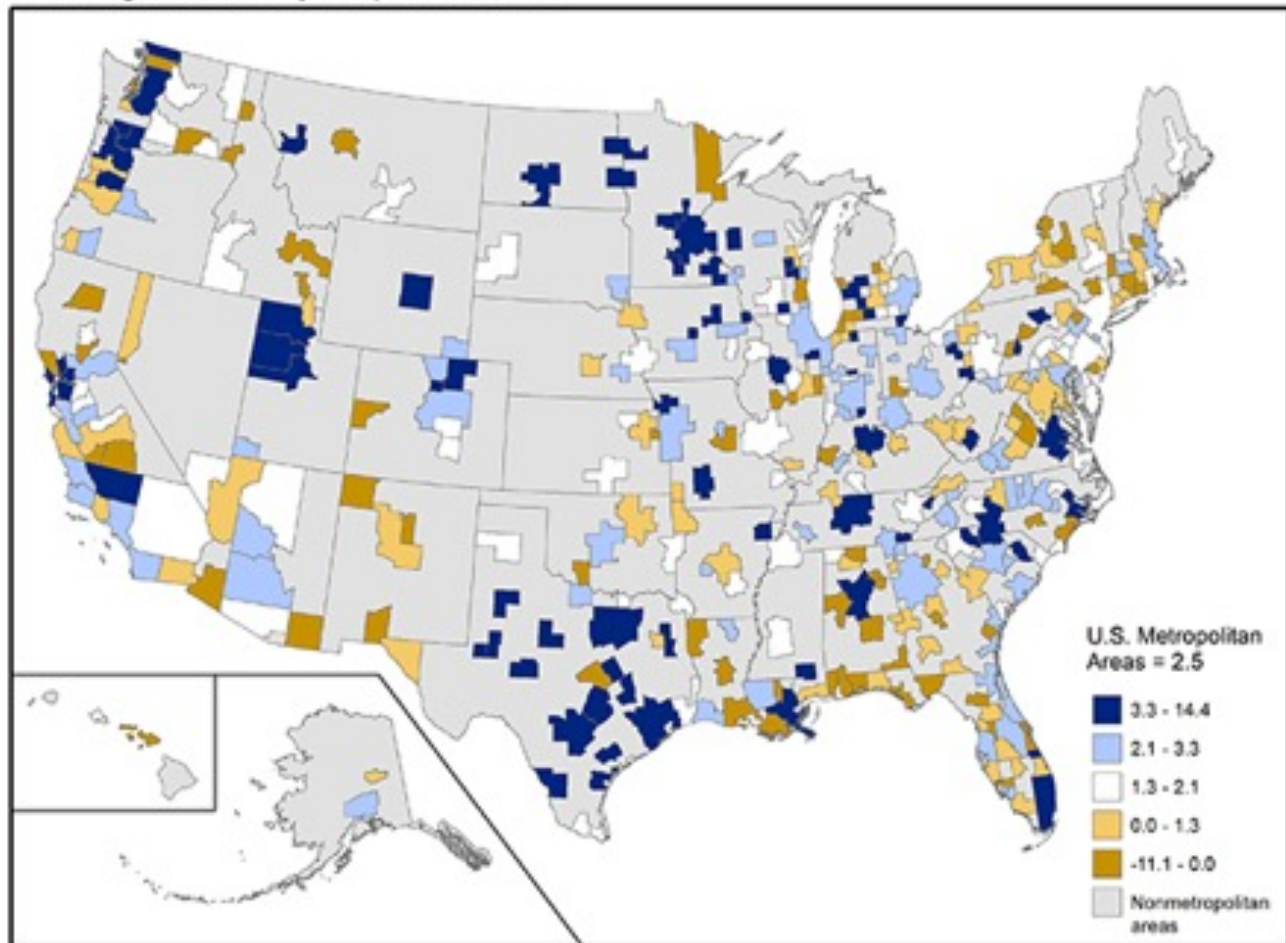 U.S. Metropolitan
Areas = 2.5
3.3 - 14.4
2.1 - 3.3
1.3 - 2.1
0.0 - 1.3
-11.1 - 0.0
Nonmetropolitan
areas